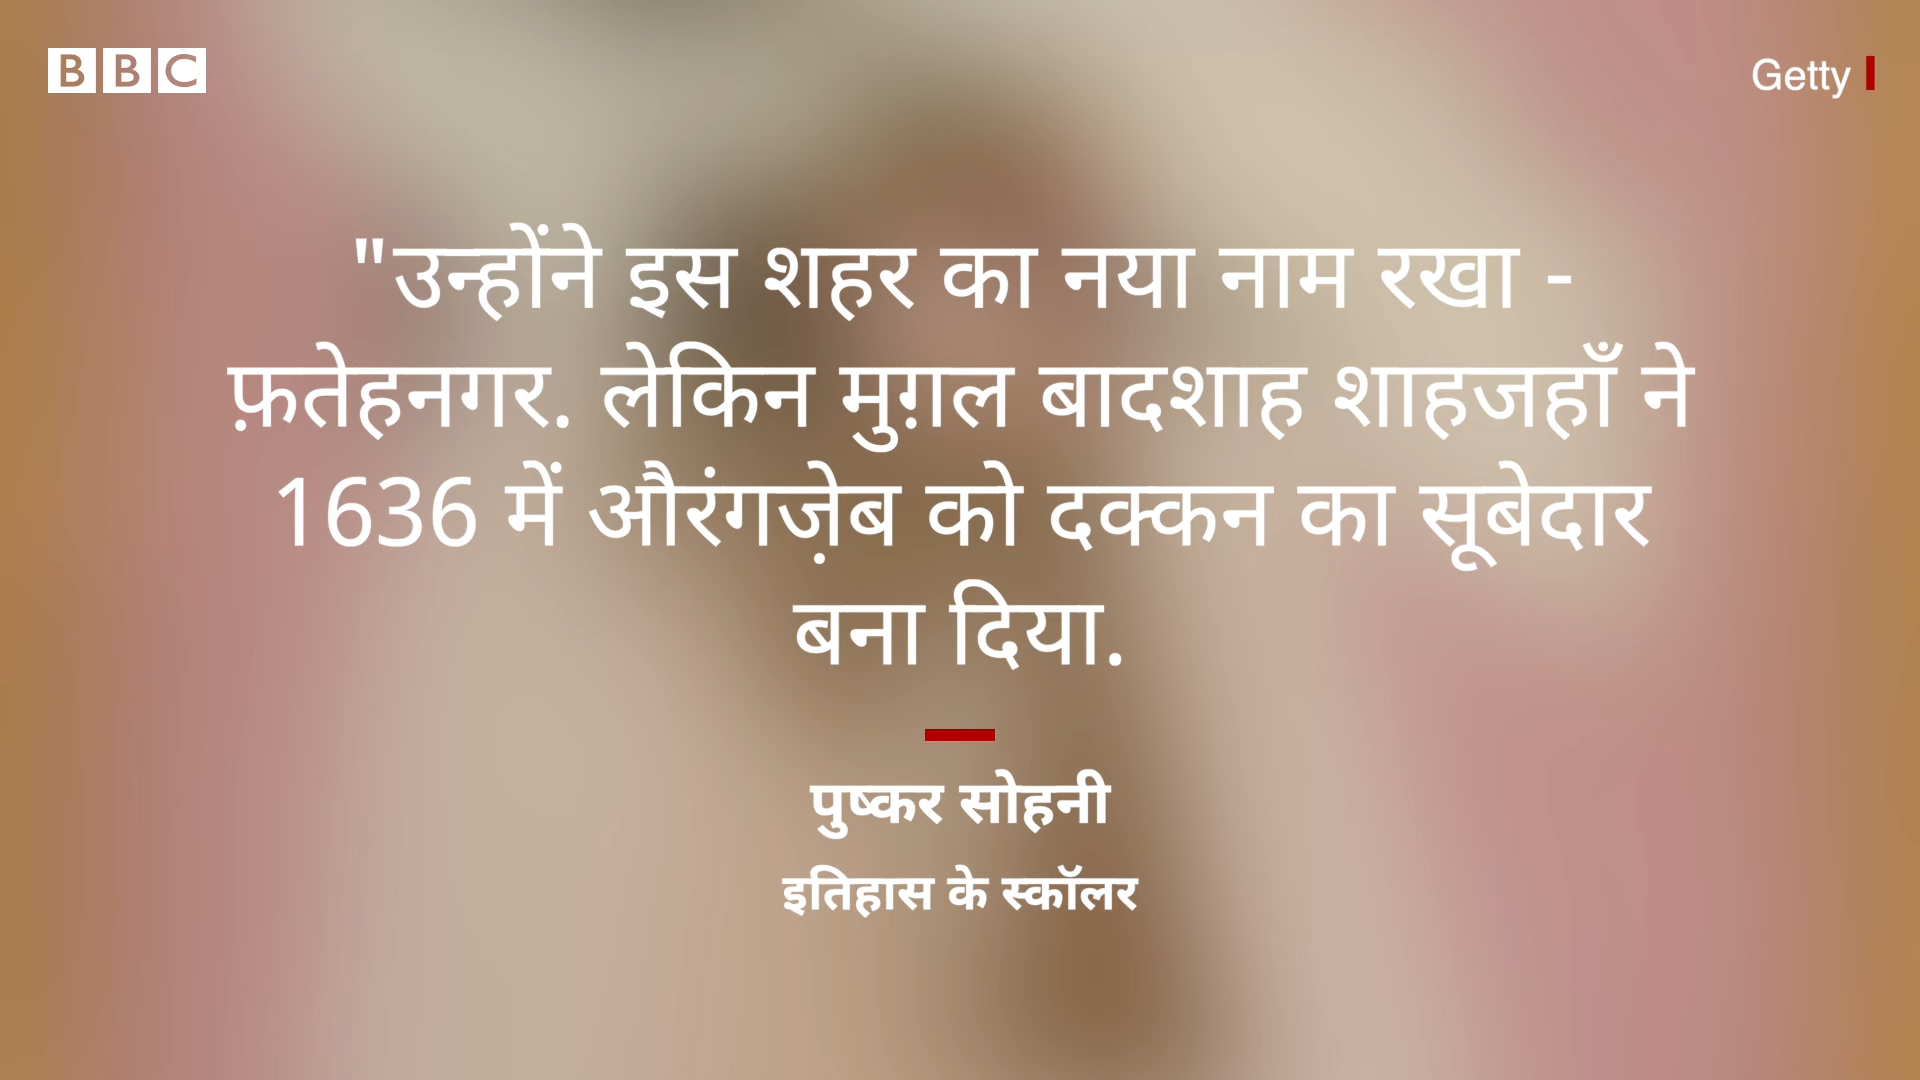 BBC
Getty
"उन्होंने इस शहर का नया नाम रखा -
फ़तेहनगर. लेकिन मुग़ल बादशाह शाहजहाँ ने
1636 में औरंगज़ेब को दक्कन का सूबेदार
बना दिया.
पुष्कर सोहनी
इतिहास के स्कॉलर